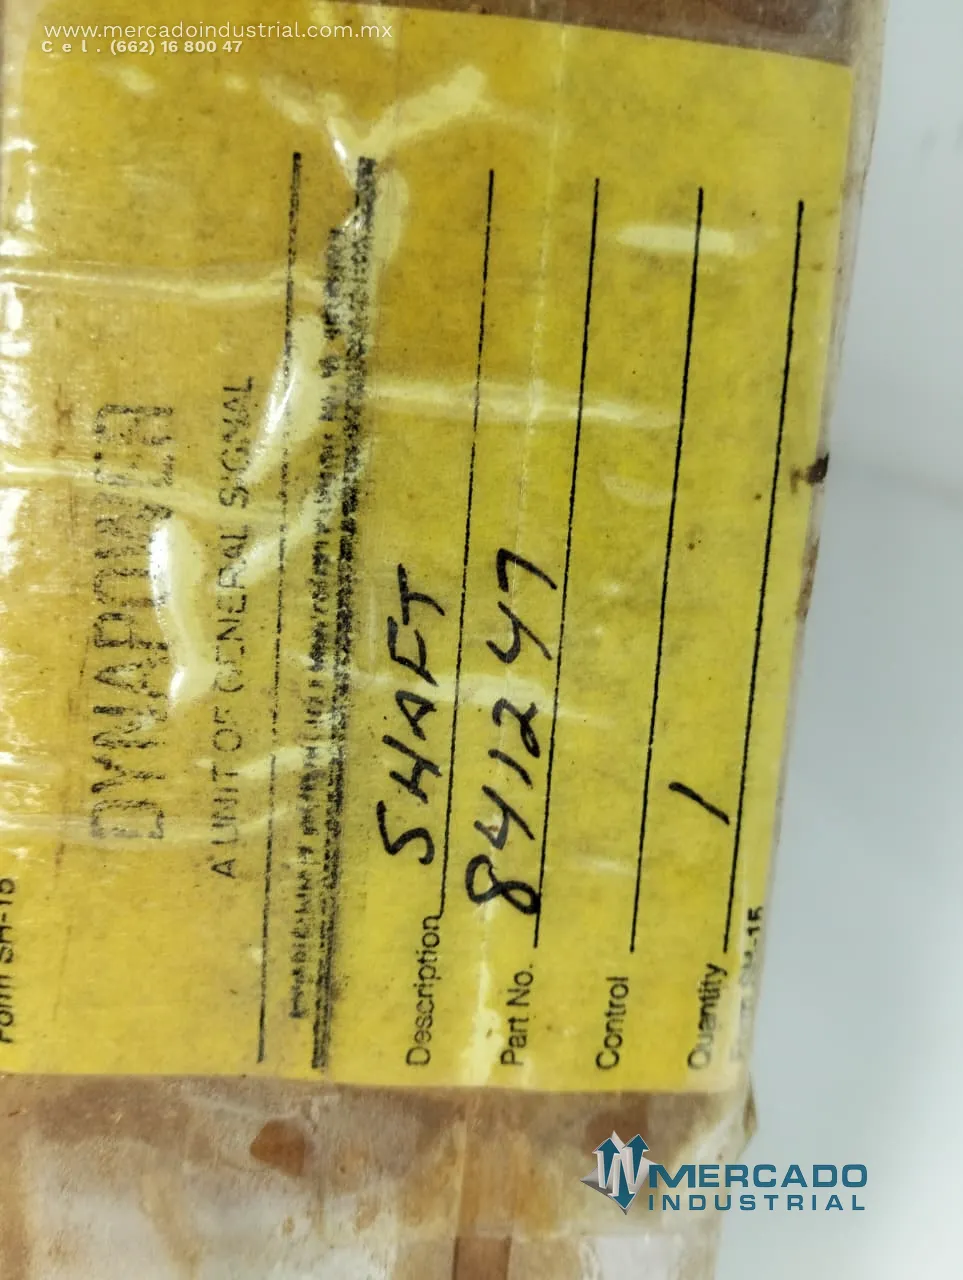 www.mercadoindustrial.com.mx
Cel. (662) 16 800 47
DYNAPOWER
A UNIT OF GENERAL SIGNAL
Description SHAFT
Part No. 841247
Control
Quantity 1
Form SH-15
MERCADO
INDUSTRIAL